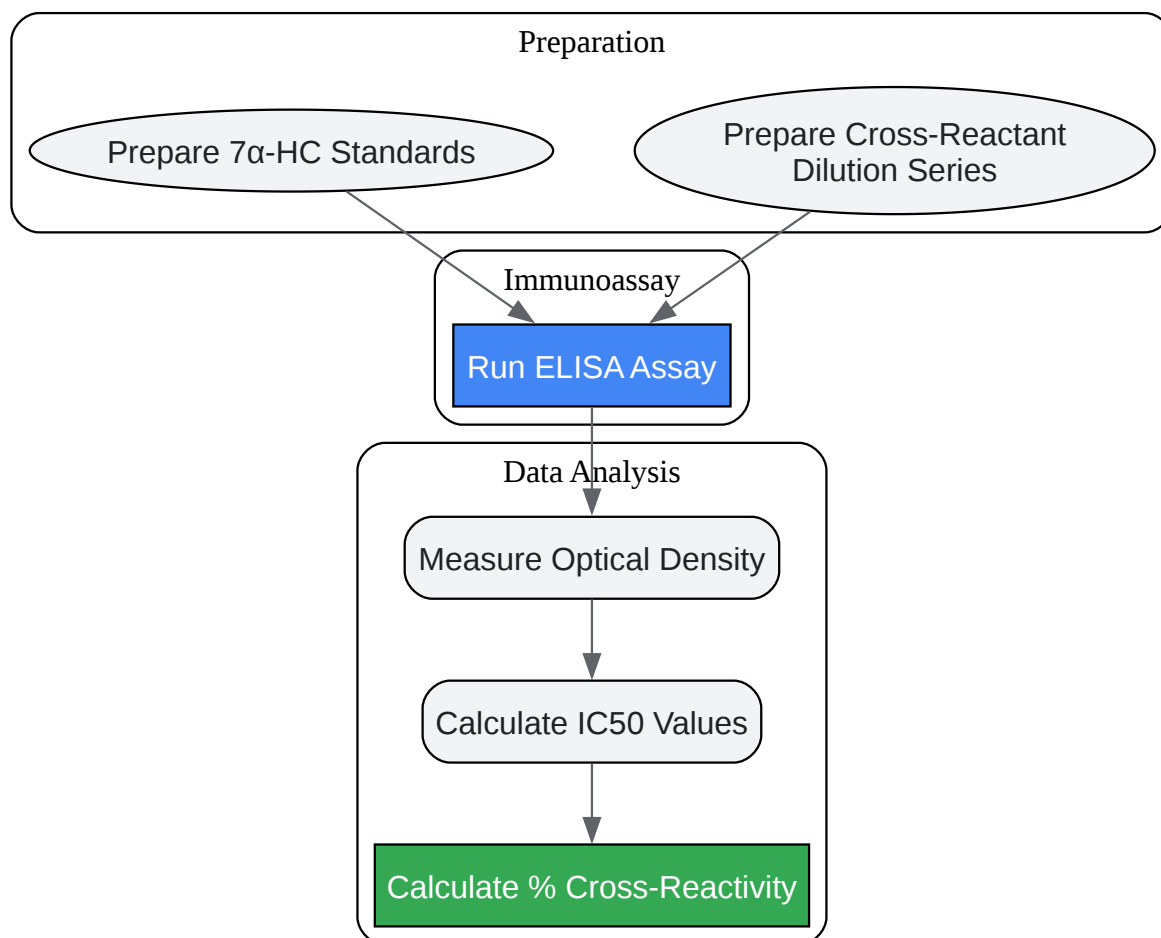 Preparation
Prepare 7α-HC Standards
Prepare Cross-Reactant
Dilution Series
Immunoassay
Run ELISA Assay
Data Analysis
Measure Optical Density
Calculate IC50 Values
Calculate % Cross-Reactivity